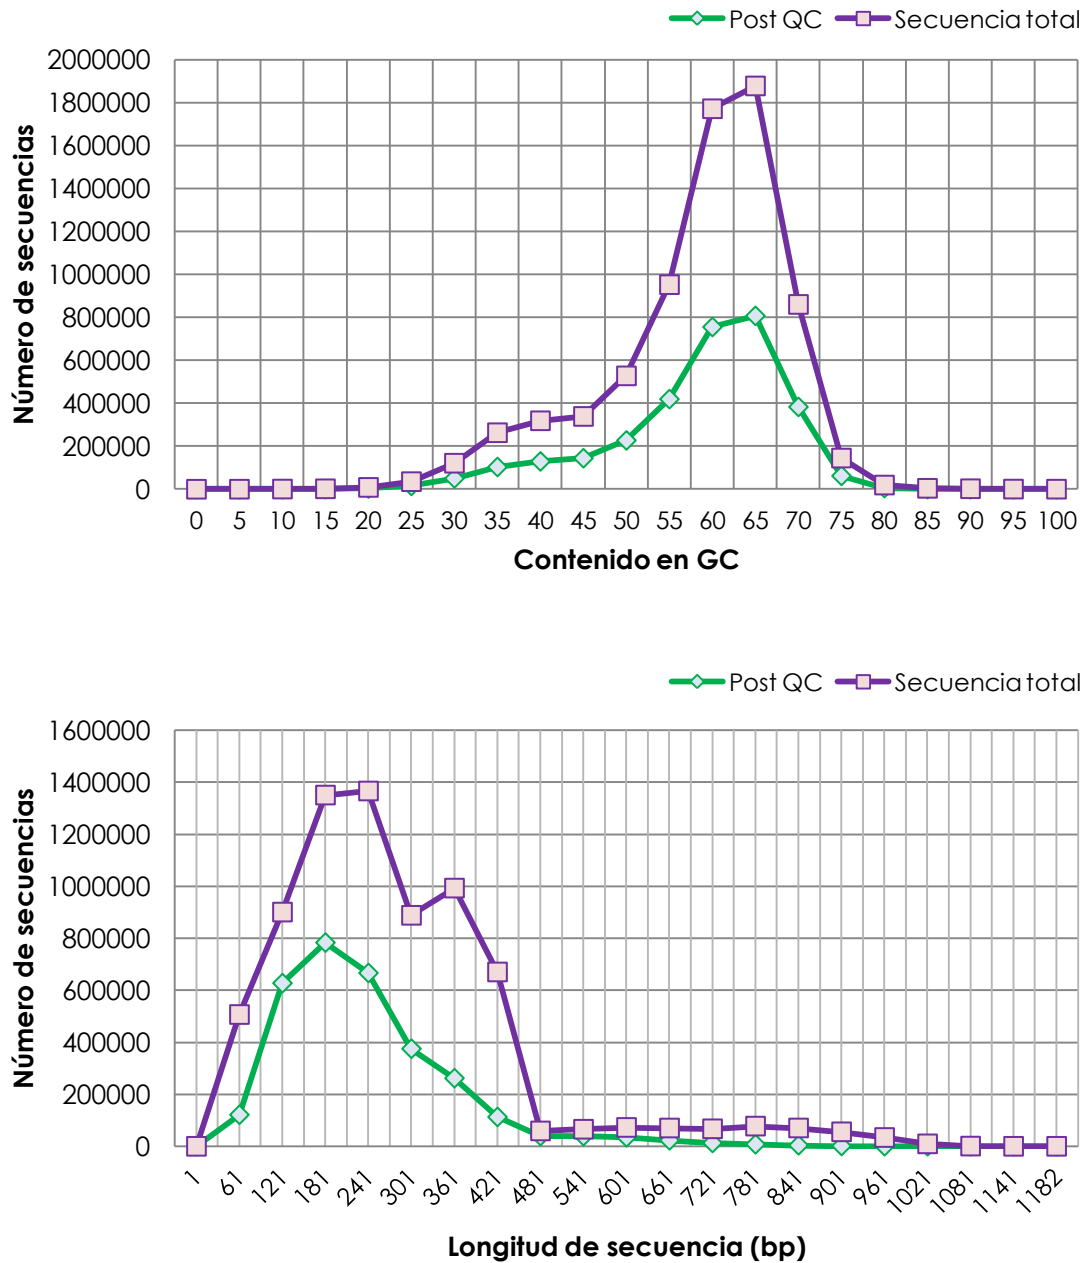 Post QC Secuencia total
2000000
1800000
1600000
1400000
1200000
1000000
800000
600000
400000
200000
0
Número de secuencias
0 5 10 15 20 25 30 35 40 45 50 55 60 65 70 75 80 85 90 95 100
Contenido en GC
Post QC Secuencia total
1600000
1400000
1200000
1000000
800000
600000
400000
200000
0
Número de secuencias
1 61 121 181 241 301 361 421 481 541 601 661 721 781 841 901 961 1021 1081 1141 1182
Longitud de secuencia (bp)